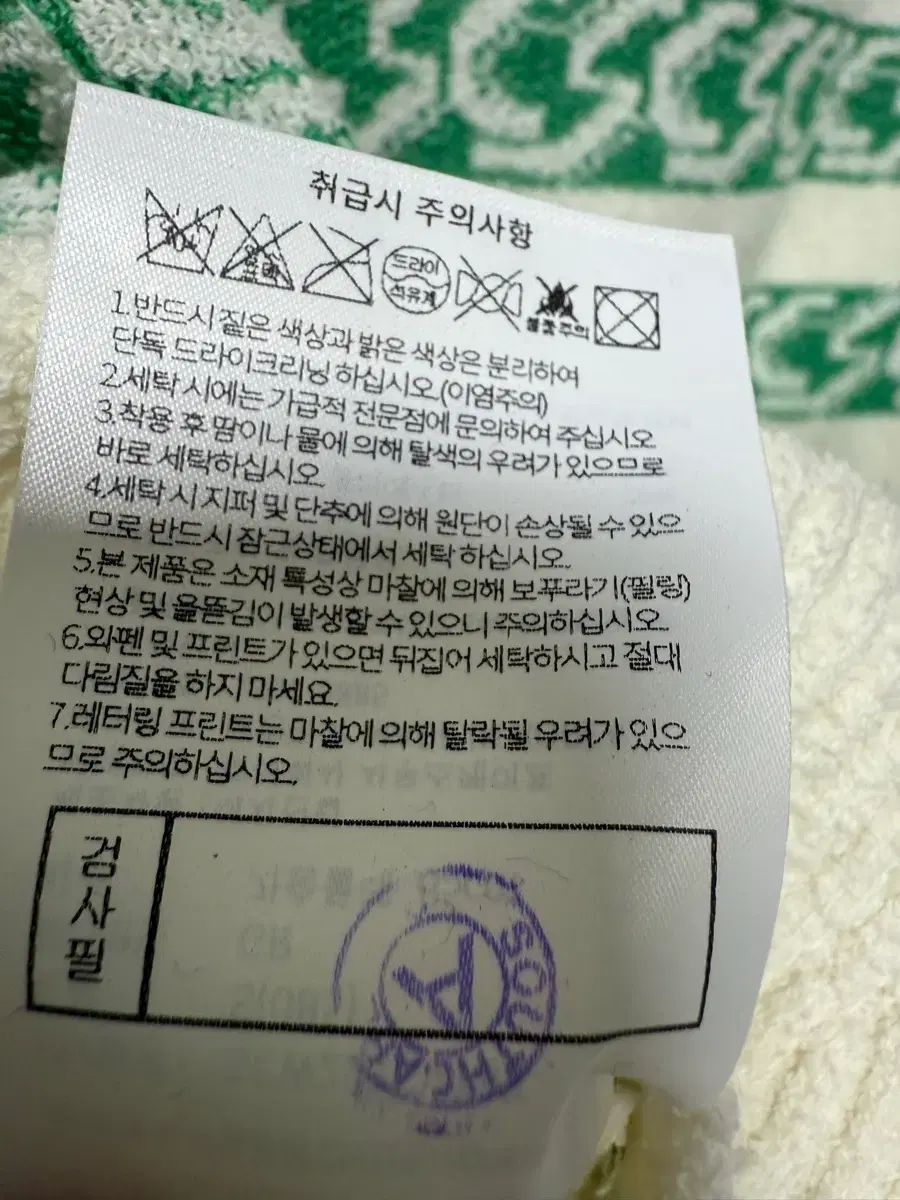 취급시 주의사항
드라이
석유계
불꽃주의
1.반드시 짙은 색상과 밝은 색상은 분리하여
단독 드라이크리닝 하십시오.(이염주의)
2.세탁 시에는 가급적 전문점에 문의하여 주십시오
3.착용 후 땀이나 물에 의해 탈색의 우려가 있으므로
바로 세탁하십시오.
4.세탁 시 지퍼 및 단추에 의해 원단이 손상될 수 있으
므로 반드시 잠근상태에서 세탁 하십시오.
5.본 제품은 소재 특성상 마찰에 의해 보푸라기(필링)
현상 및 올뜯김이 발생할 수 있으니 주의하십시오.
6.와펜 및 프린트가 있으면 뒤집어 세탁하시고 절대
다림질을 하지 마세요.
7.레터링 프린트는 마찰에 의해 탈락될 우려가 있으
므로 주의하십시오.
검사필